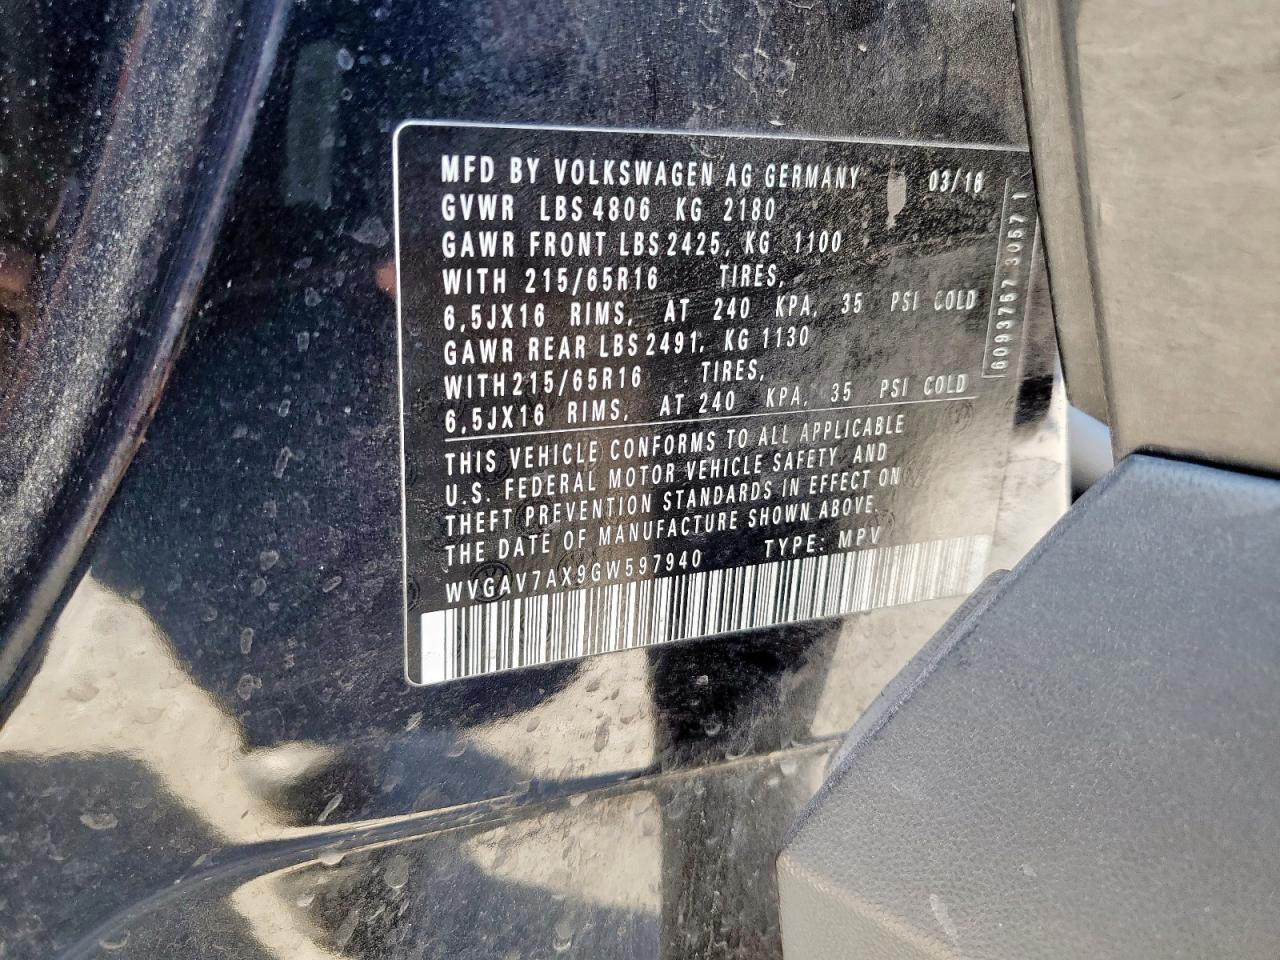 MFD BY VOLKSWAGEN AG GERMANY 03/16
GVWR LBS 4806 KG 2180
GAWR FRONT LBS 2425, KG 1100
WITH 215/65R16 TIRES,
6,5JX16 RIMS, AT 240 KPA, 35 PSI COLD
GAWR REAR LBS 2491, KG 1130
WITH 215/65R16 TIRES,
6,5JX16 RIMS, AT 240 KPA, 35 PSI COLD
THIS VEHICLE CONFORMS TO ALL APPLICABLE
U.S. FEDERAL MOTOR VEHICLE SAFETY AND
THEFT PREVENTION STANDARDS IN EFFECT ON
THE DATE OF MANUFACTURE SHOWN ABOVE.
WVGAV7AX9GW597940 TYPE: MPV
6093757 3057 1